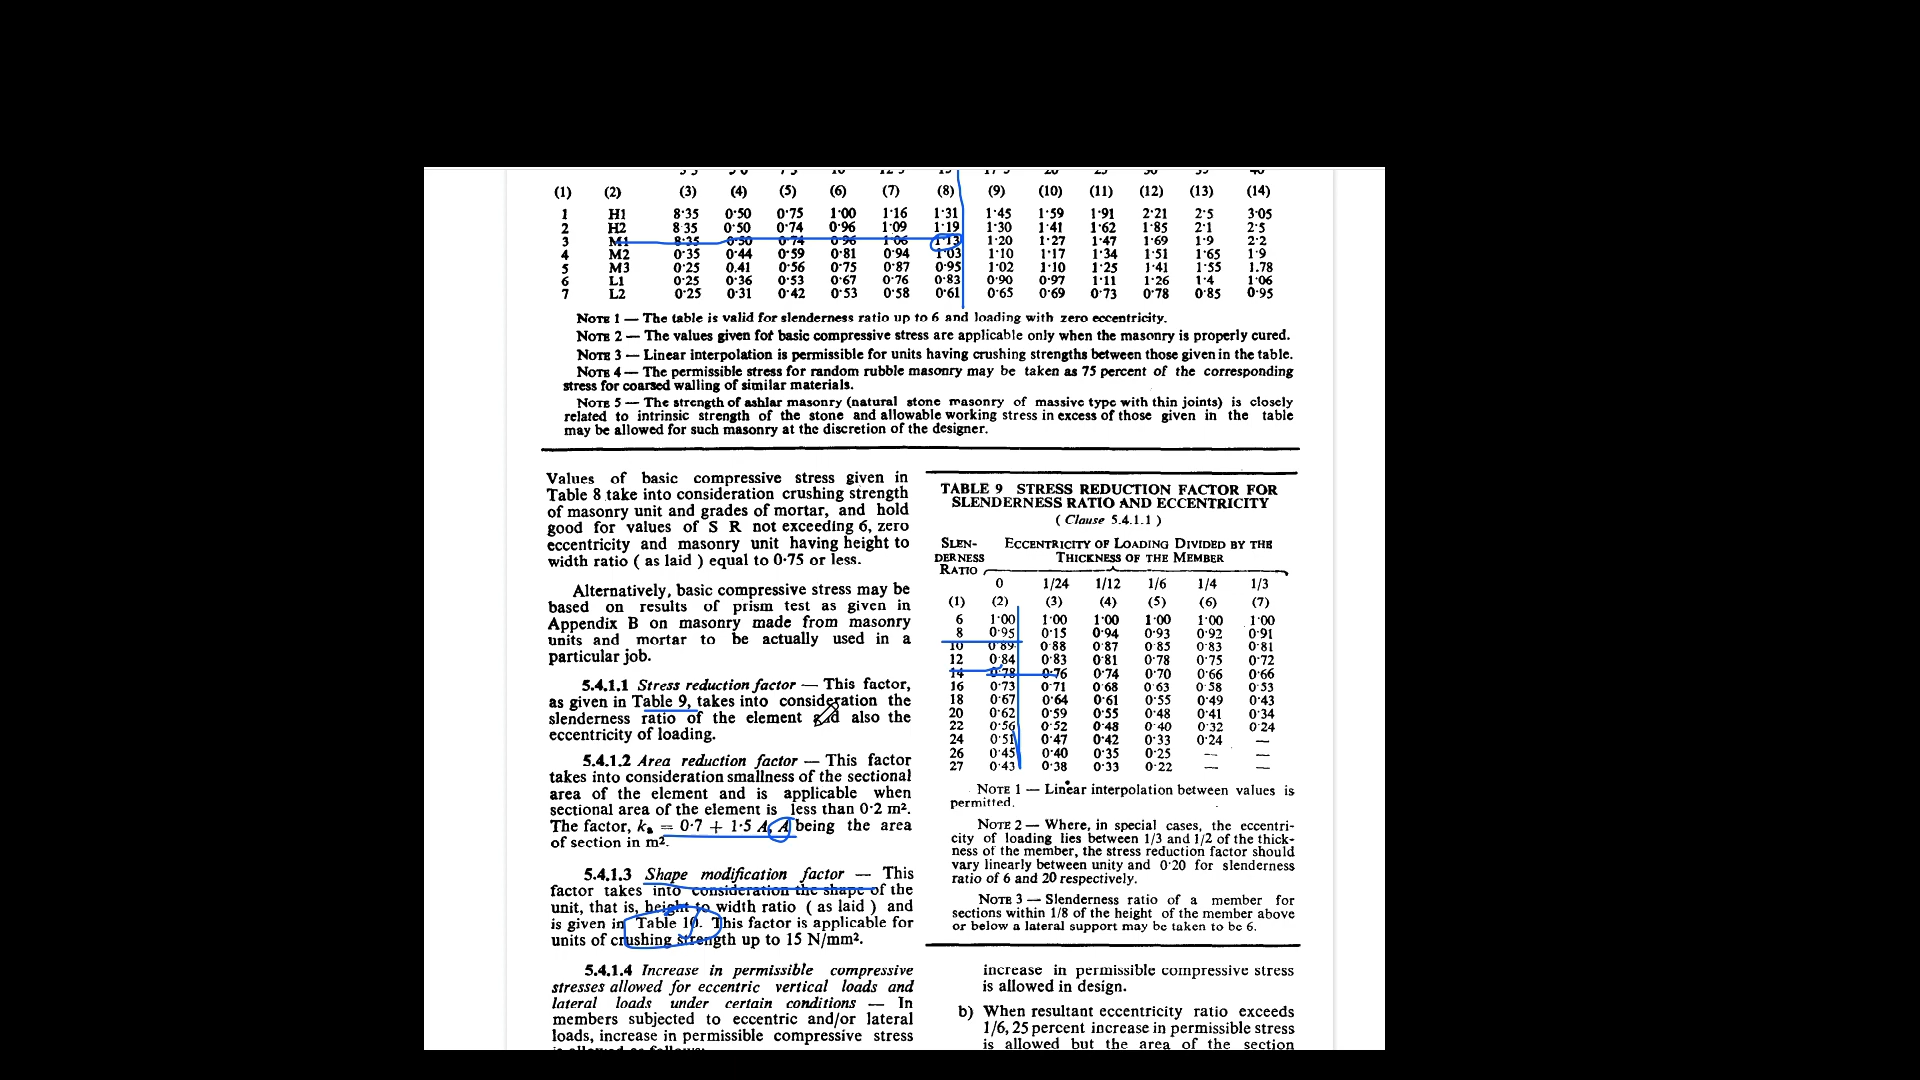 (1) (2) (3) (4) (5) (6) (7) (8) (9) (10) (11) (12) (13) (14)
1 H1 8·35 0·50 0·75 1·00 1·16 1·31 1·45 1·59 1·91 2·21 2·5 3·05
2 H2 8·35 0·50 0·74 0·96 1·09 1·19 1·30 1·41 1·62 1·85 2·1 2·5
3 M1 8·35 0·50 0·74 0·96 1·06 1·13 1·20 1·27 1·47 1·69 1·9 2·2
4 M2 0·35 0·44 0·59 0·81 0·94 1·03 1·10 1·17 1·34 1·51 1·65 1·9
5 M3 0·25 0.41 0·56 0·75 0·87 0·95 1·02 1·10 1·25 1·41 1·55 1.78
6 L1 0·25 0·36 0·53 0·67 0·76 0·83 0·90 0·97 1·11 1·26 1·4 1·06
7 L2 0·25 0·31 0·42 0·53 0·58 0·61 0·65 0·69 0·73 0·78 0·85 0·95
NOTE 1 — The table is valid for slenderness ratio up to 6 and loading with zero eccentricity.
NOTE 2 — The values given for basic compressive stress are applicable only when the masonry is properly cured.
NOTE 3 — Linear interpolation is permissible for units having crushing strengths between those given in the table.
NOTE 4 — The permissible stress for random rubble masonry may be taken as 75 percent of the corresponding
stress for coarsed walling of similar materials.
NOTE 5 — The strength of ashlar masonry (natural stone masonry of massive type with thin joints) is closely
related to intrinsic strength of the stone and allowable working stress in excess of those given in the table
may be allowed for such masonry at the discretion of the designer.
Values of basic compressive stress given in
Table 8 take into consideration crushing strength
of masonry unit and grades of mortar, and hold
good for values of S R not exceeding 6, zero
eccentricity and masonry unit having height to
width ratio ( as laid ) equal to 0·75 or less.
Alternatively, basic compressive stress may be
based on results of prism test as given in
Appendix B on masonry made from masonry
units and mortar to be actually used in a
particular job.
5.4.1.1 Stress reduction factor — This factor,
as given in Table 9, takes into consideration the
slenderness ratio of the element and also the
eccentricity of loading.
5.4.1.2 Area reduction factor — This factor
takes into consideration smallness of the sectional
area of the element and is applicable when
sectional area of the element is less than 0·2 m².
The factor, kₐ = 0·7 + 1·5 A, A being the area
of section in m².
5.4.1.3 Shape modification factor — This
factor takes into consideration the shape of the
unit, that is, height to width ratio ( as laid ) and
is given in Table 10. This factor is applicable for
units of crushing strength up to 15 N/mm².
5.4.1.4 Increase in permissible compressive
stresses allowed for eccentric vertical loads and
lateral loads under certain conditions — In
members subjected to eccentric and/or lateral
loads, increase in permissible compressive stress
is allowed as follows:
TABLE 9 STRESS REDUCTION FACTOR FOR
SLENDERNESS RATIO AND ECCENTRICITY
( Clause 5.4.1.1 )
SLEN- ECCENTRICITY OF LOADING DIVIDED BY THE
DERNESS THICKNESS OF THE MEMBER
RATIO
0 1/24 1/12 1/6 1/4 1/3
(1) (2) (3) (4) (5) (6) (7)
6 1·00 1·00 1·00 1·00 1·00 1·00
8 0·95 0·15 0·94 0·93 0·92 0·91
10 0·89 0·88 0·87 0·85 0·83 0·81
12 0·84 0·83 0·81 0·78 0·75 0·72
14 0·78 0·76 0·74 0·70 0·66 0·66
16 0·73 0·71 0·68 0·63 0·58 0·53
18 0·67 0·64 0·61 0·55 0·49 0·43
20 0·62 0·59 0·55 0·48 0·41 0·34
22 0·56 0·52 0·48 0·40 0·32 0·24
24 0·51 0·47 0·42 0·33 0·24 —
26 0·45 0·40 0·35 0·25 — —
27 0·43 0·38 0·33 0·22 — —
NOTE 1 — Linear interpolation between values is
permitted.
NOTE 2 — Where, in special cases, the eccentri-
city of loading lies between 1/3 and 1/2 of the thick-
ness of the member, the stress reduction factor should
vary linearly between unity and 0·20 for slenderness
ratio of 6 and 20 respectively.
NOTE 3 — Slenderness ratio of a member for
sections within 1/8 of the height of the member above
or below a lateral support may be taken to be 6.
increase in permissible compressive stress
is allowed in design.
b) When resultant eccentricity ratio exceeds
1/6, 25 percent increase in permissible stress
is allowed but the area of the section